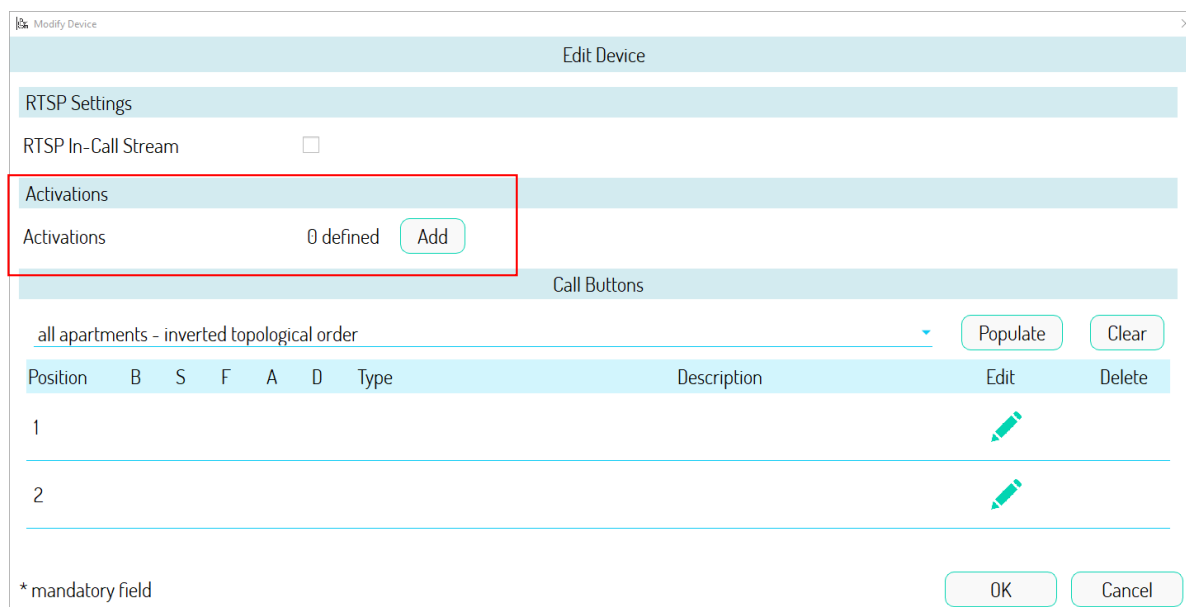 Modify Device
Edit Device
RTSP Settings
RTSP In-Call Stream
Activations
Activations 0 defined Add
Call Buttons
all apartments - inverted topological order Populate Clear
Position B S F A D Type Description Edit Delete
1
2
* mandatory field OK Cancel